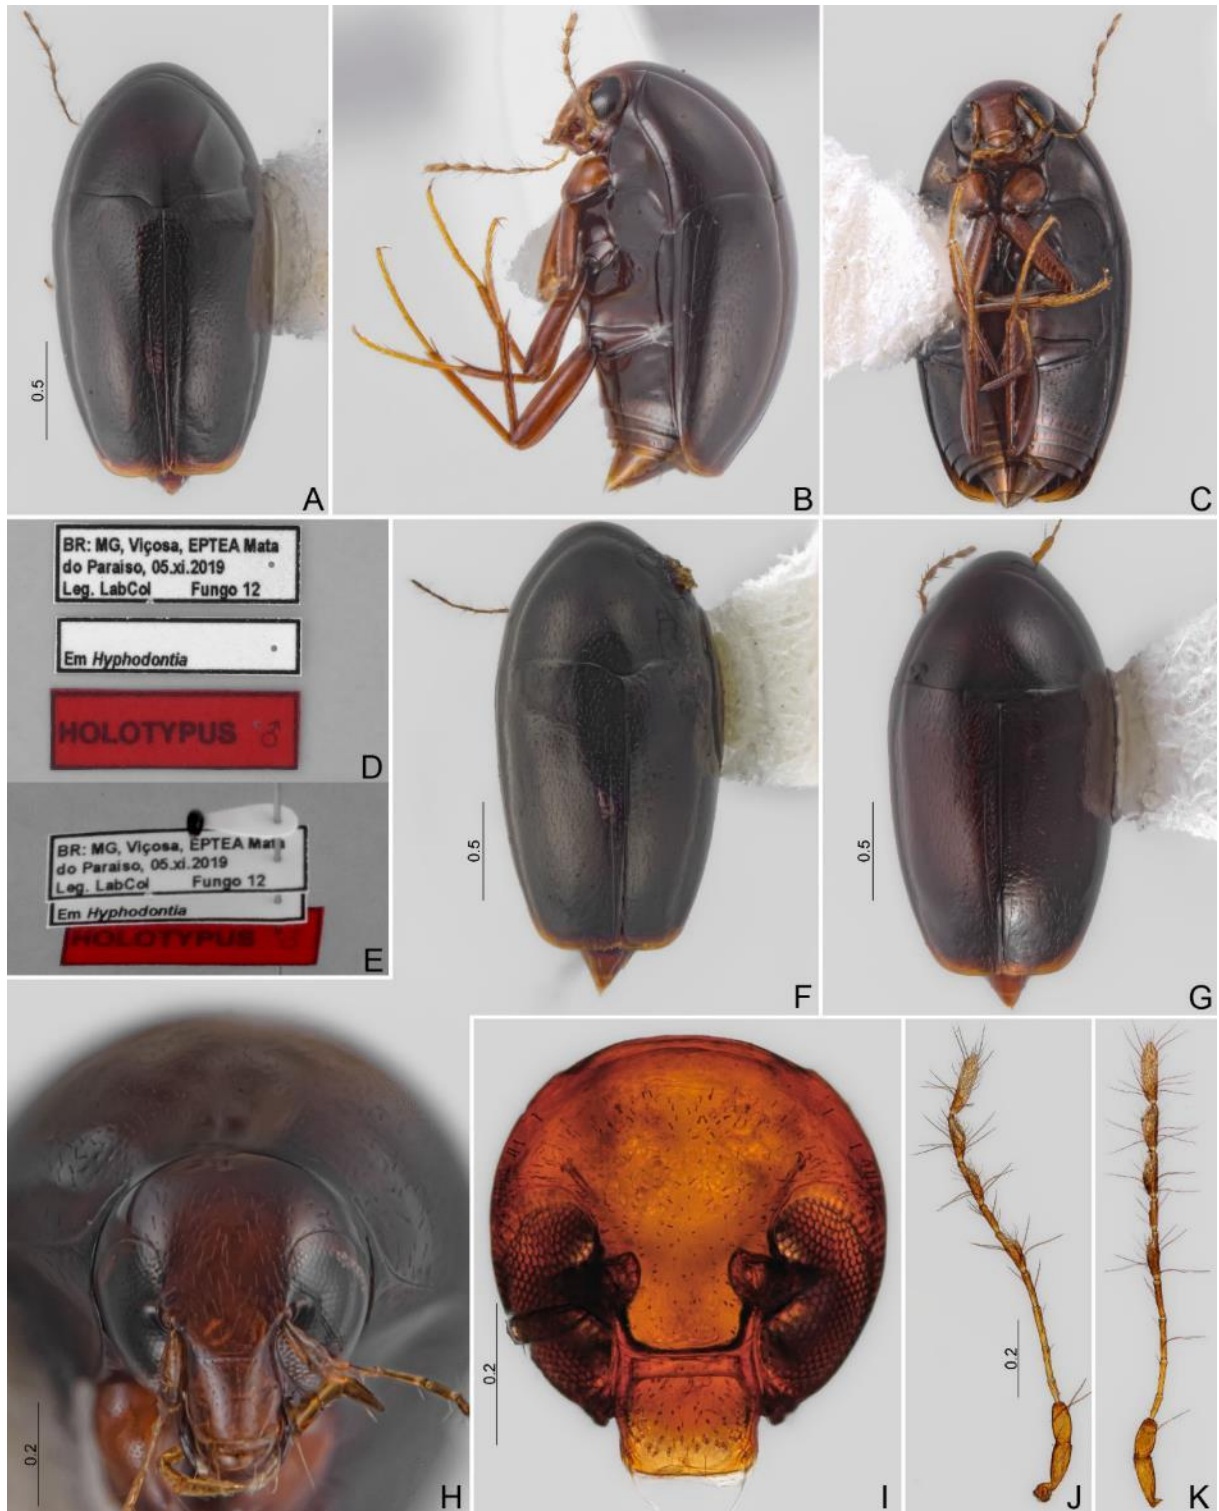 A
0.5
B
C
BR: MG, Viçosa, EPTEA Mata
do Paraíso, 05.xi.2019
Leg. LabCol Fungo 12
Em Hyphodontia
HOLOTYPUS ♂
D
BR: MG, Viçosa, EPTEA Mata
do Paraíso, 05.xi.2019
Leg. LabCol Fungo 12
Em Hyphodontia
HOLOTYPUS ♂
E
0.5
F
0.5
G
0.2
H
0.2
I
0.2
J
K